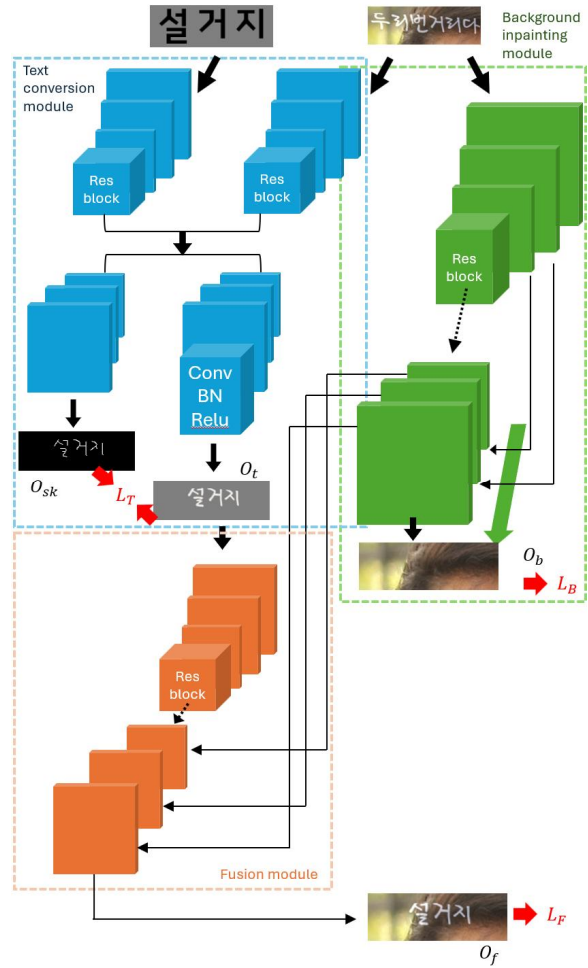 설거지
두리번거리다
Background
inpainting
module
Text
conversion
module
Res
block
Res
block
Res
block
Conv
BN
Relu
설거지
O_sk
L_T
O_t
설거지
O_b
L_B
Res
block
Fusion module
설거지
L_F
O_f